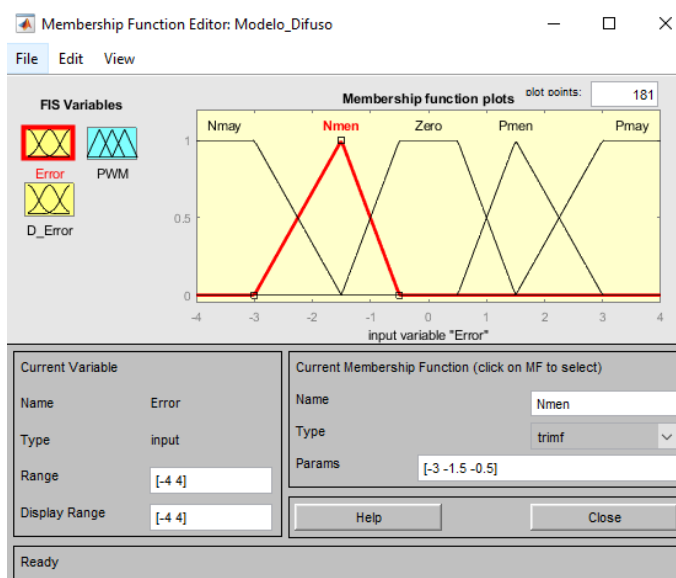 Membership Function Editor: Modelo_Difuso
File Edit View
FIS Variables
Error PWM
D_Error
Membership function plots plot points: 181
Nmay Nmen Zero Pmen Pmay
1
0.5
0
-4 -3 -2 -1 0 1 2 3 4
input variable "Error"
Current Variable
Name Error
Type input
Range [-4 4]
Display Range [-4 4]
Current Membership Function (click on MF to select)
Name Nmen
Type trimf
Params [-3 -1.5 -0.5]
Help Close
Ready